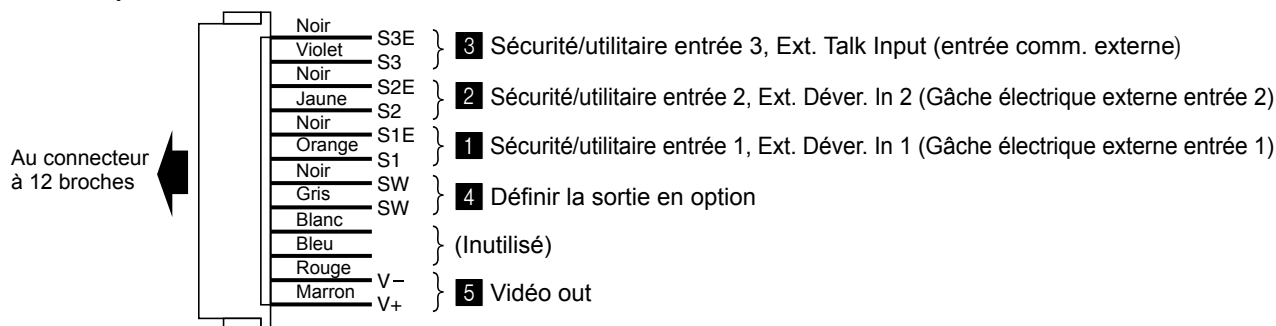 Noir
S3E
Violet
3 Sécurité/utilitaire entrée 3, Ext. Talk Input (entrée comm. externe)
S3
Noir
S2E
Jaune
2 Sécurité/utilitaire entrée 2, Ext. Déver. In 2 (Gâche électrique externe entrée 2)
S2
Noir
S1E
Orange
1 Sécurité/utilitaire entrée 1, Ext. Déver. In 1 (Gâche électrique externe entrée 1)
S1
Au connecteur
à 12 broches
Noir
SW
Gris
4 Définir la sortie en option
SW
Blanc
Bleu
(Inutilisé)
Rouge
V−
Marron
5 Vidéo out
V+